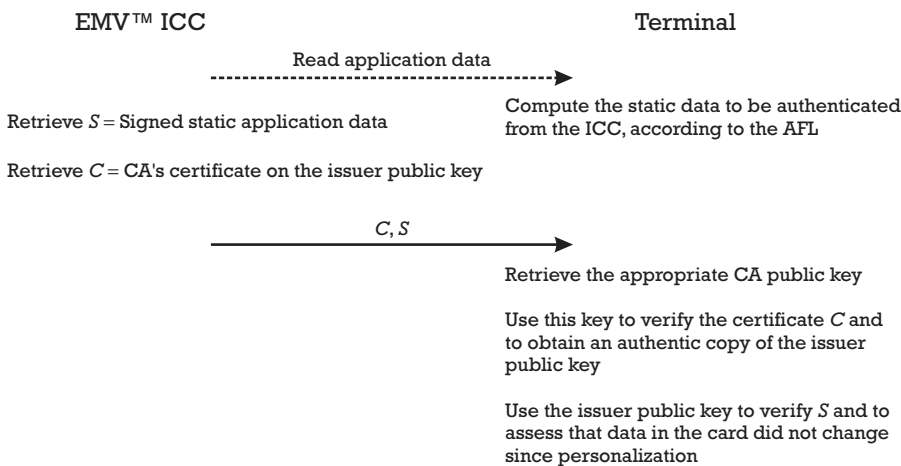 EMV™ ICC
Terminal
Read application data
Retrieve S = Signed static application data
Compute the static data to be authenticated
from the ICC, according to the AFL
Retrieve C = CA's certificate on the issuer public key
C, S
Retrieve the appropriate CA public key
Use this key to verify the certificate C and
to obtain an authentic copy of the issuer
public key
Use the issuer public key to verify S and to
assess that data in the card did not change
since personalization